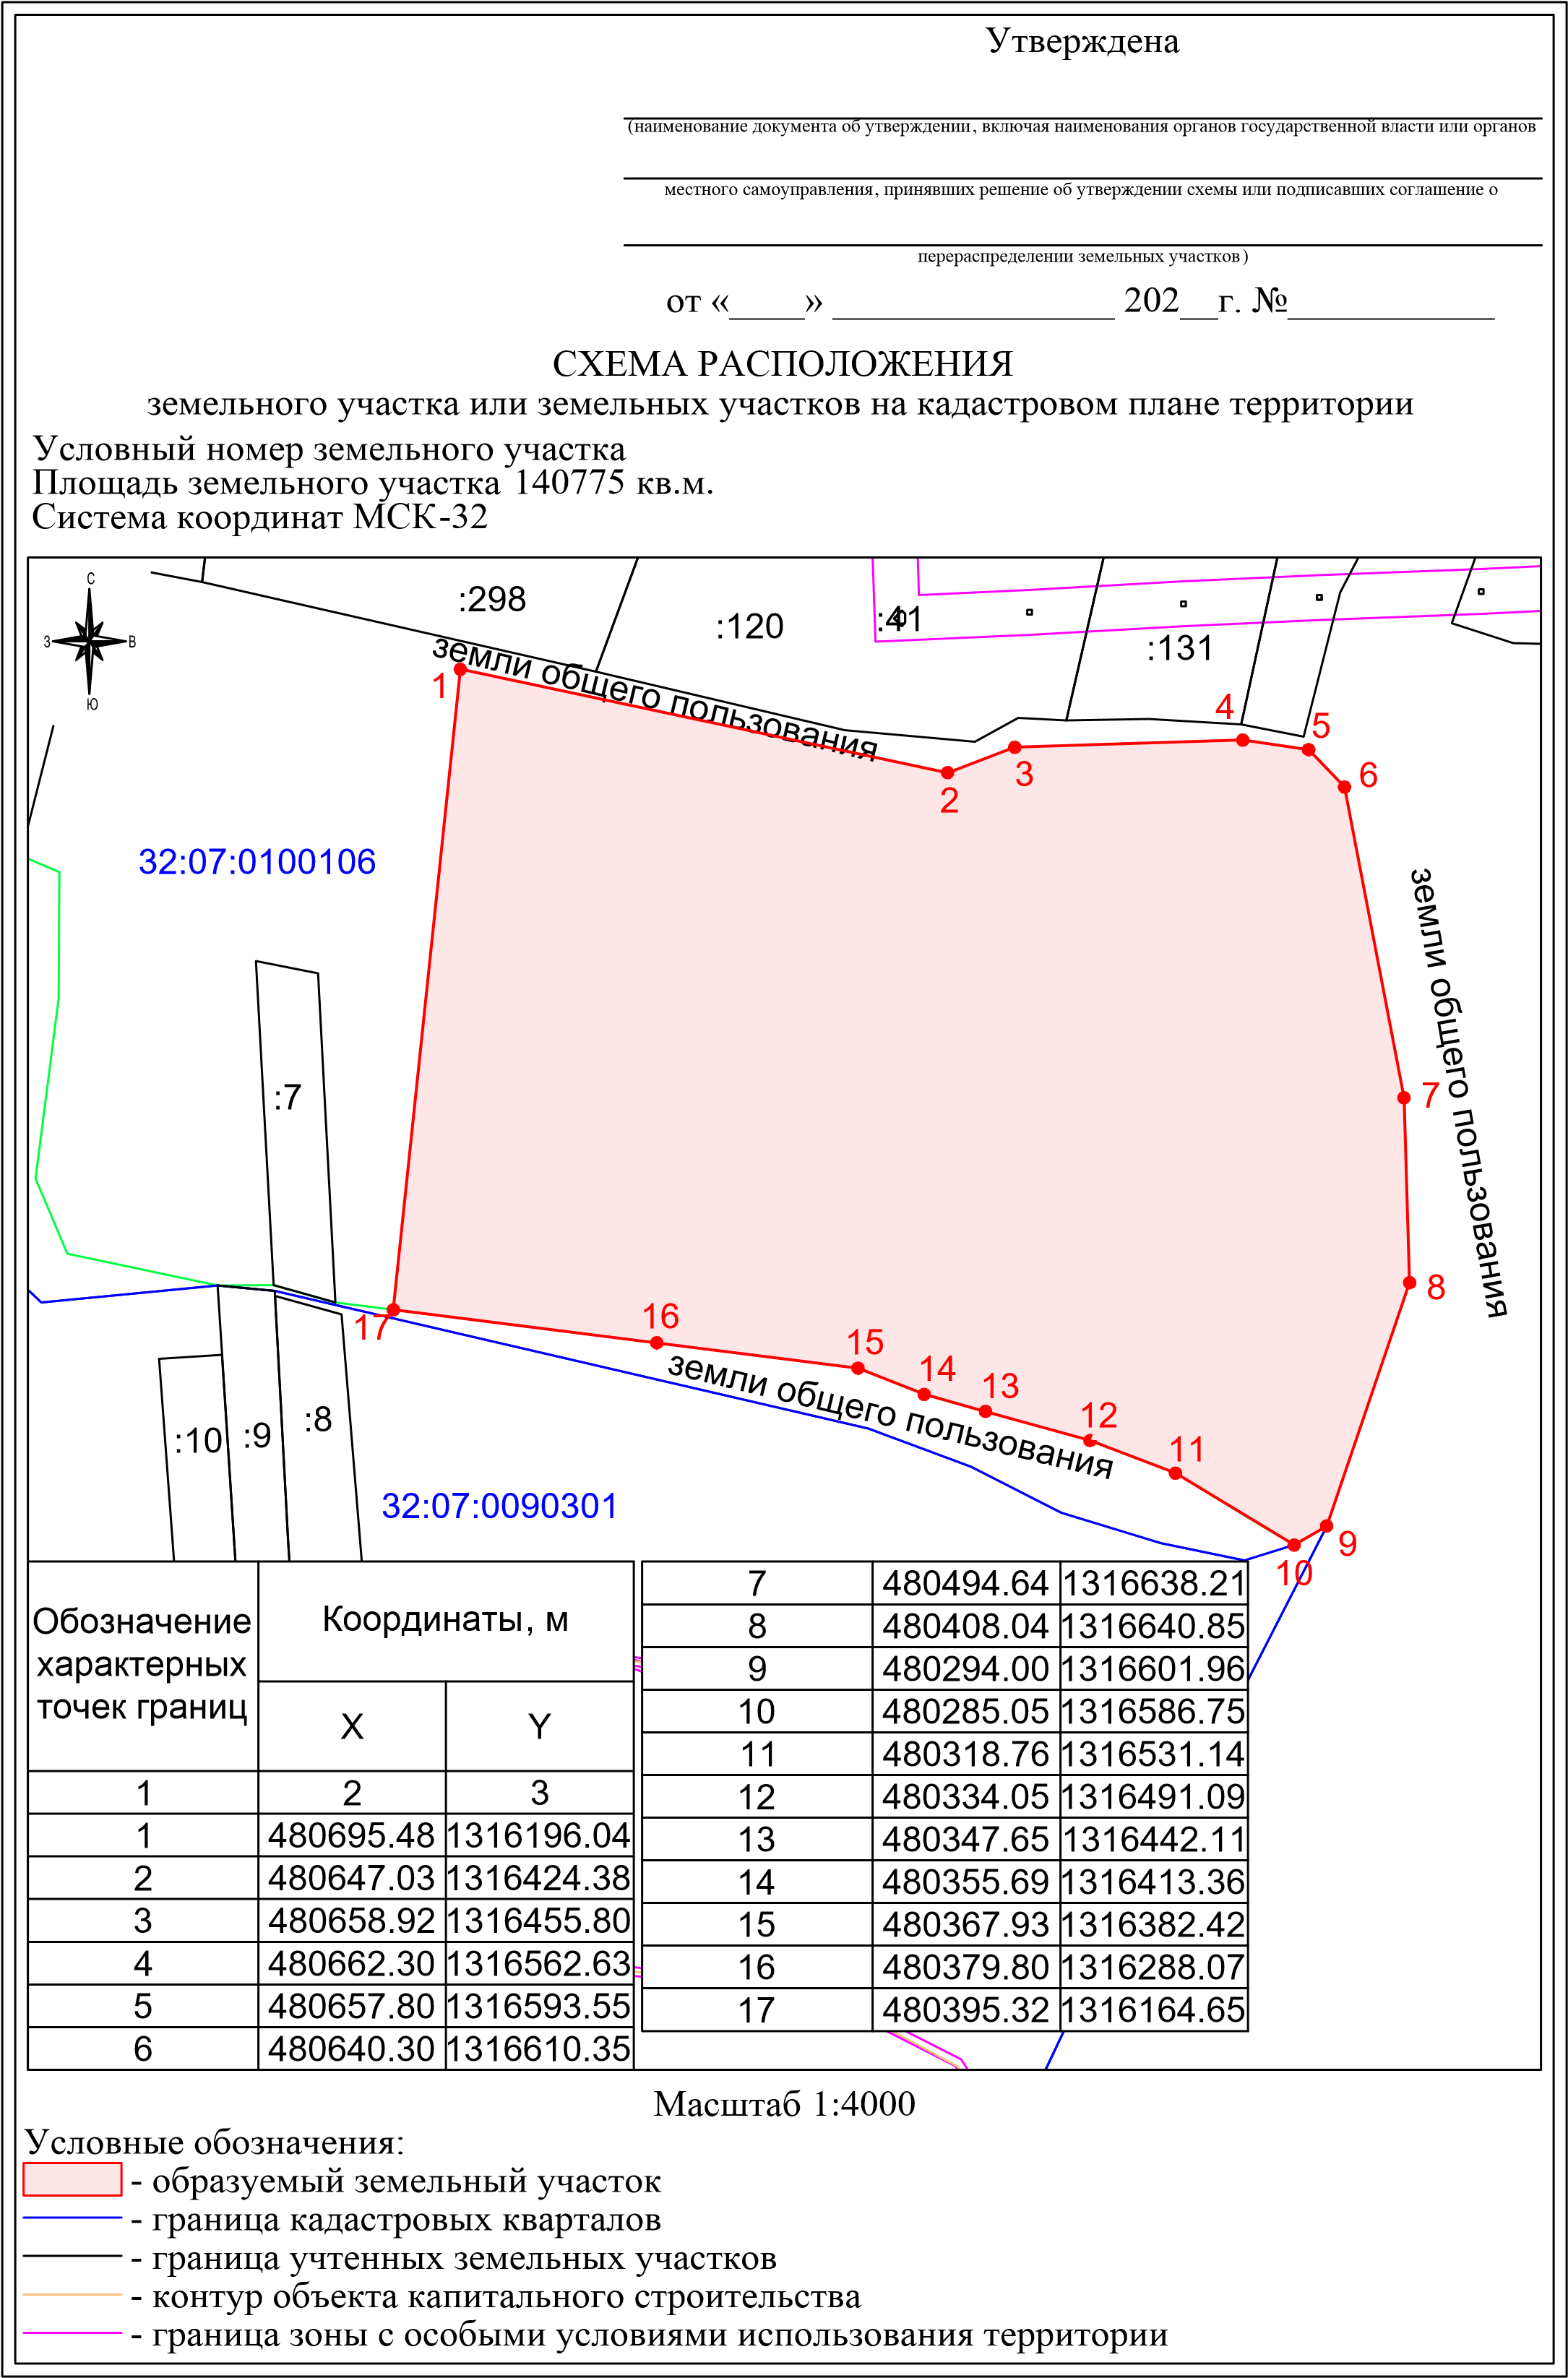 Утверждена
(наименование документа об утверждении, включая наименования органов государственной власти или органов
местного самоуправления, принявших решение об утверждении схемы или подписавших соглашение о
перераспределении земельных участков)
от «____» _______________ 202__г. №___________
СХЕМА РАСПОЛОЖЕНИЯ
земельного участка или земельных участков на кадастровом плане территории
Условный номер земельного участка
Площадь земельного участка 140775 кв.м.
Система координат МСК-32
С
З
В
Ю
:298
:120
:41
:131
земли общего пользования
1
2
3
4
5
6
32:07:0100106
земли общего пользования
:7
7
8
17
16
15
14
13
12
11
земли общего пользования
:10
:9
:8
32:07:0090301
9
10
Обозначение
характерных
точек границ
Координаты, м
X Y
1 2 3
1 480695.48 1316196.04
2 480647.03 1316424.38
3 480658.92 1316455.80
4 480662.30 1316562.63
5 480657.80 1316593.55
6 480640.30 1316610.35
7 480494.64 1316638.21
8 480408.04 1316640.85
9 480294.00 1316601.96
10 480285.05 1316586.75
11 480318.76 1316531.14
12 480334.05 1316491.09
13 480347.65 1316442.11
14 480355.69 1316413.36
15 480367.93 1316382.42
16 480379.80 1316288.07
17 480395.32 1316164.65
Масштаб 1:4000
Условные обозначения:
- образуемый земельный участок
- граница кадастровых кварталов
- граница учтенных земельных участков
- контур объекта капитального строительства
- граница зоны с особыми условиями использования территории